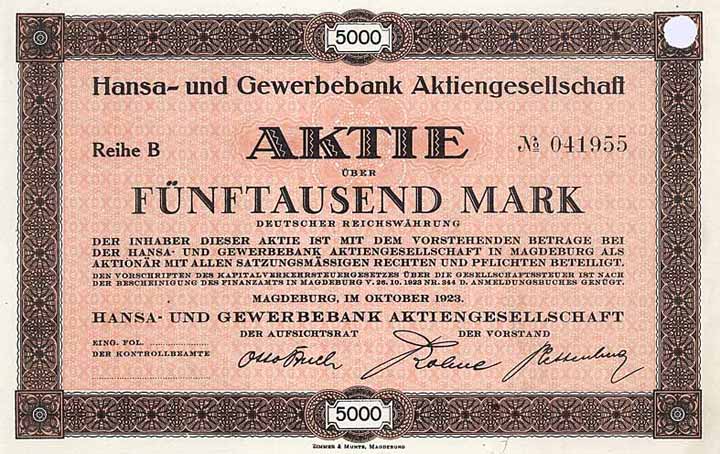 5000
Hansa- und Gewerbebank Aktiengesellschaft
Reihe B AKTIE № 041955
ÜBER
FÜNFTAUSEND MARK
DEUTSCHER REICHSWÄHRUNG
DER INHABER DIESER AKTIE IST MIT DEM VORSTEHENDEN BETRAGE BEI
DER HANSA- UND GEWERBEBANK AKTIENGESELLSCHAFT IN MAGDEBURG ALS
AKTIONÄR MIT ALLEN SATZUNGSMÄSSIGEN RECHTEN UND PFLICHTEN BETEILIGT.
DEN VORSCHRIFTEN DES KAPITALVERKEHRSTEUERGESETZES ÜBER DIE GESELLSCHAFTSTEUER IST NACH
DER BESCHEINIGUNG DES FINANZAMTS IN MAGDEBURG V. 26. 10. 1923 NR. 344 D. ANMELDUNGSBUCHES GENÜGT.
MAGDEBURG, IM OKTOBER 1923.
HANSA- UND GEWERBEBANK AKTIENGESELLSCHAFT
DER AUFSICHTSRAT DER VORSTAND
EING. FOL.
DER KONTROLLBEAMTE
5000
ZIMMER & MUNTE, MAGDEBURG